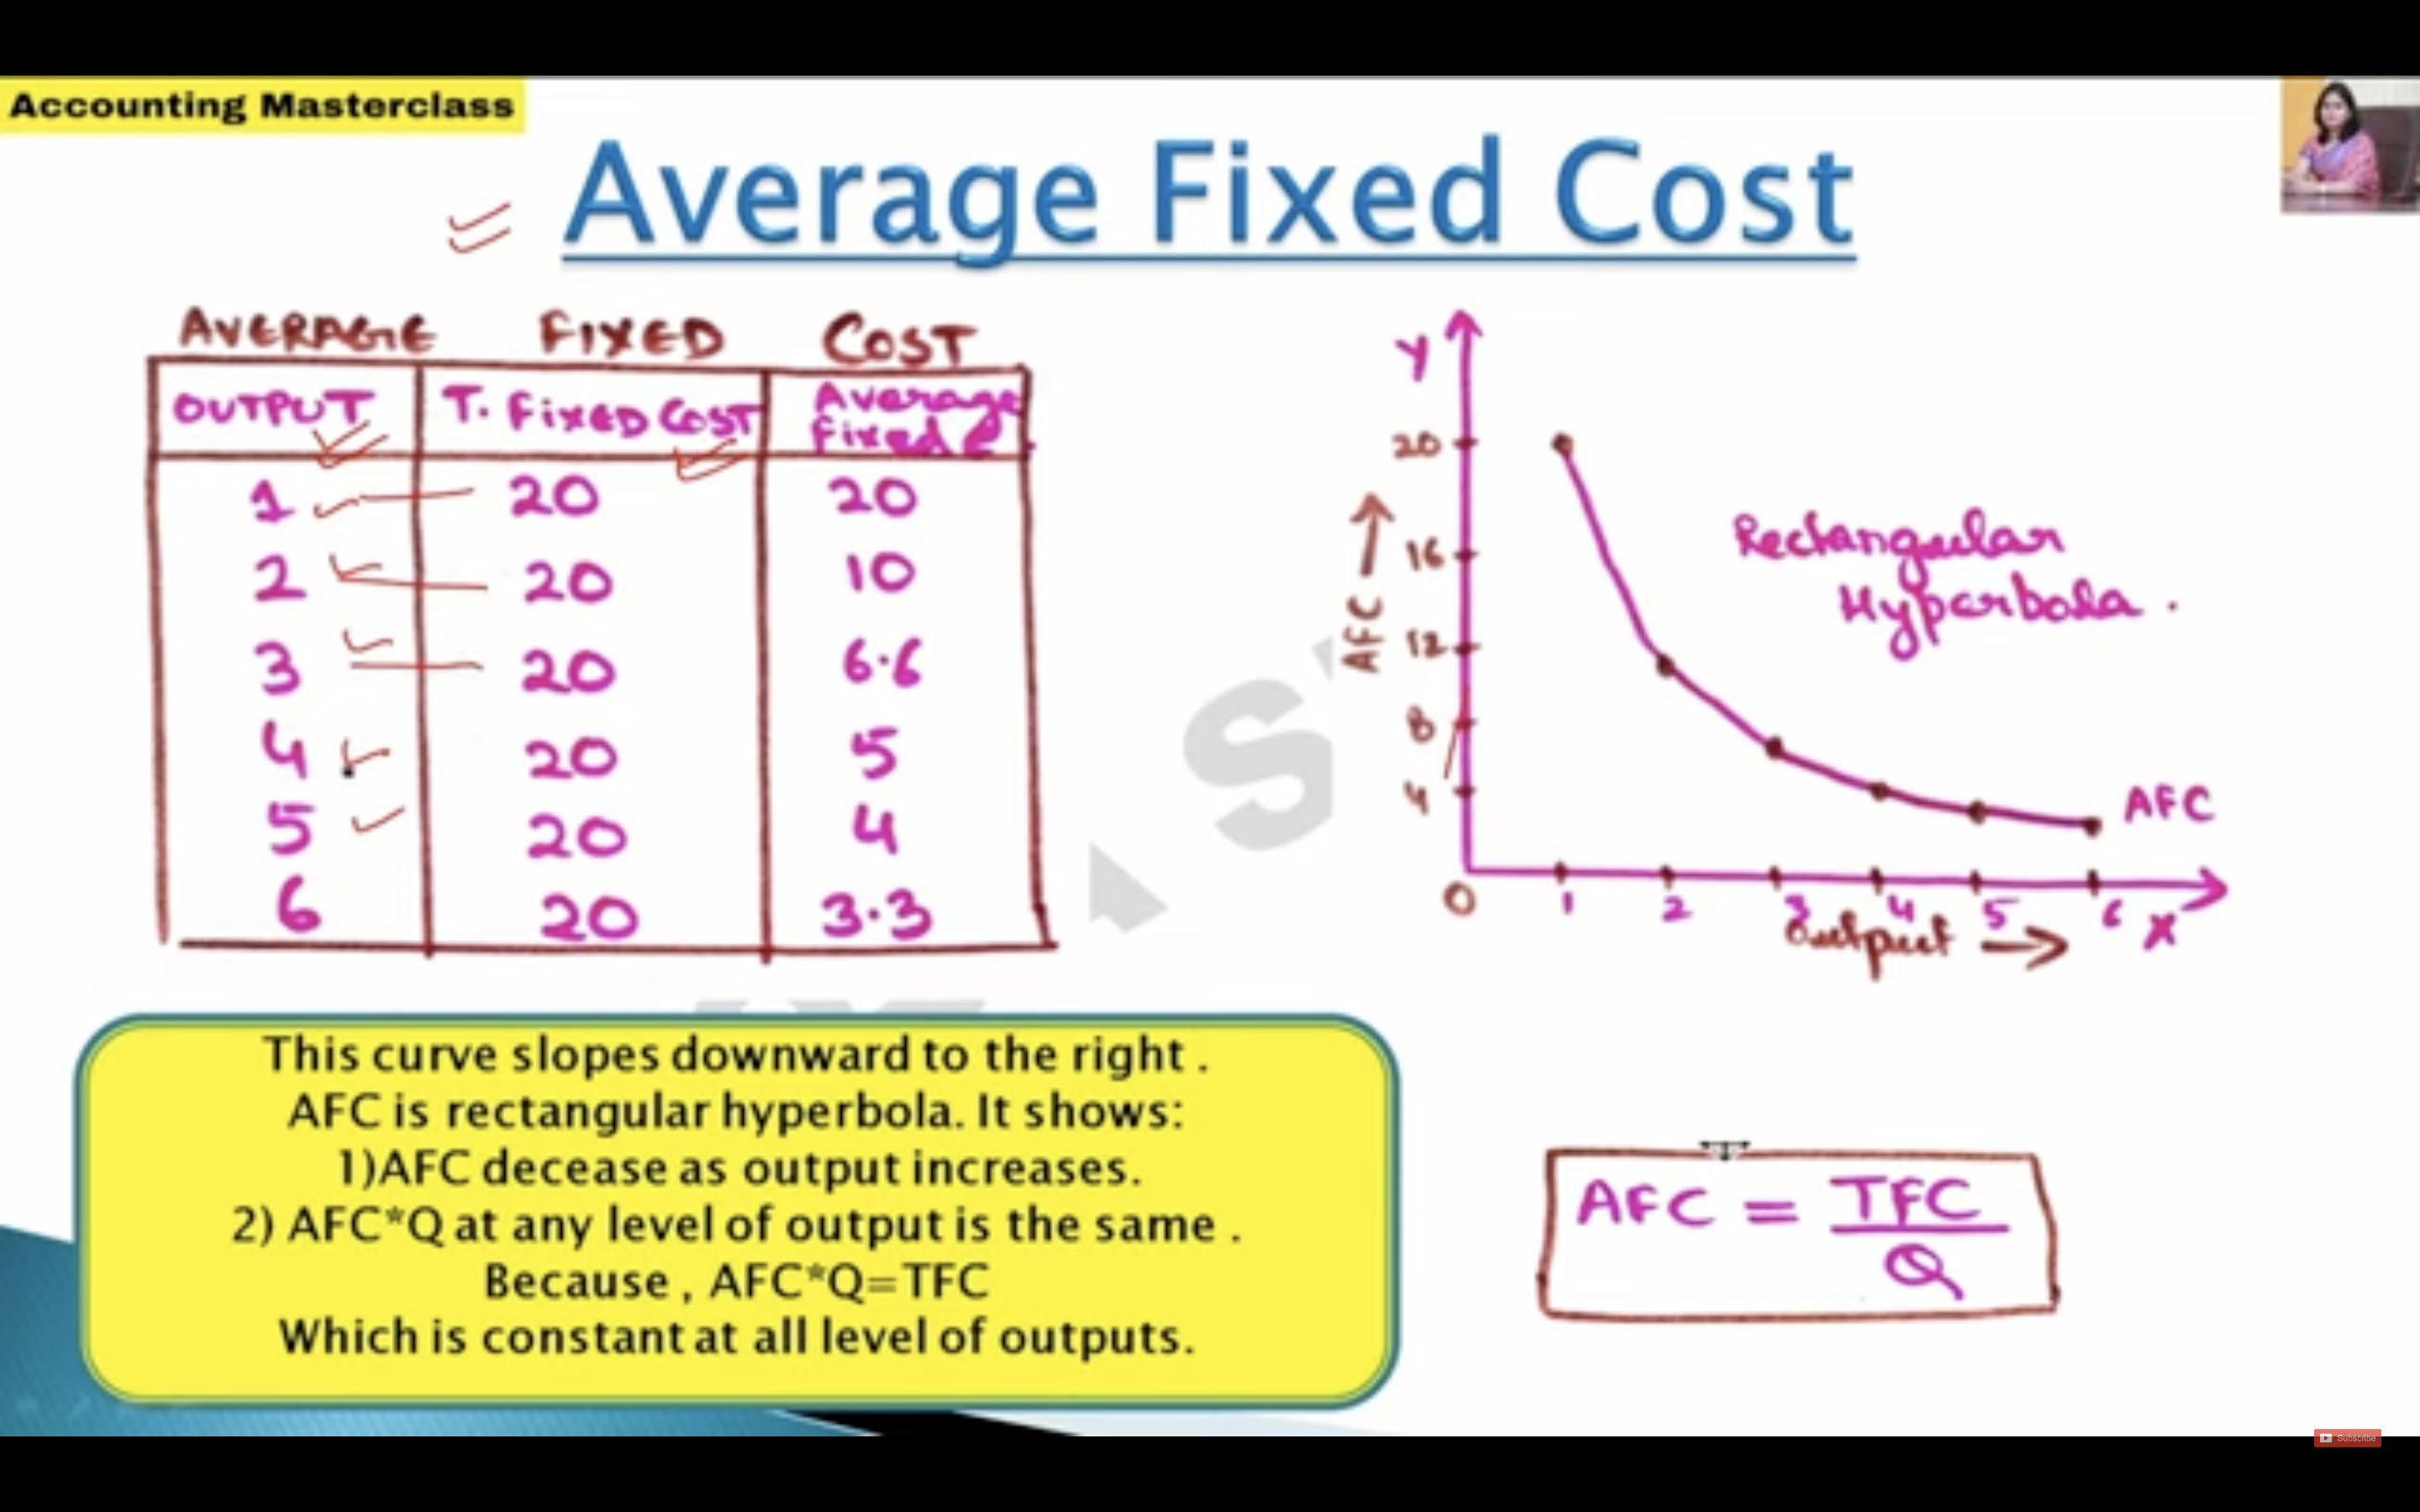 Accounting Masterclass
Average Fixed Cost
AVERAGE FIXED COST
OUTPUT T. FIXED COST Average Fixed C
1 20 20
2 20 10
3 20 6.6
4 20 5
5 20 4
6 20 3.3
Y
20
16
12
8
4
0
AFC
Rectangular
Hyperbola.
AFC
1 2 3 4 5 6 X
Output
This curve slopes downward to the right .
AFC is rectangular hyperbola. It shows:
1)AFC decease as output increases.
2) AFC*Q at any level of output is the same .
Because , AFC*Q=TFC
Which is constant at all level of outputs.
AFC = TFC
Q
Subscribe